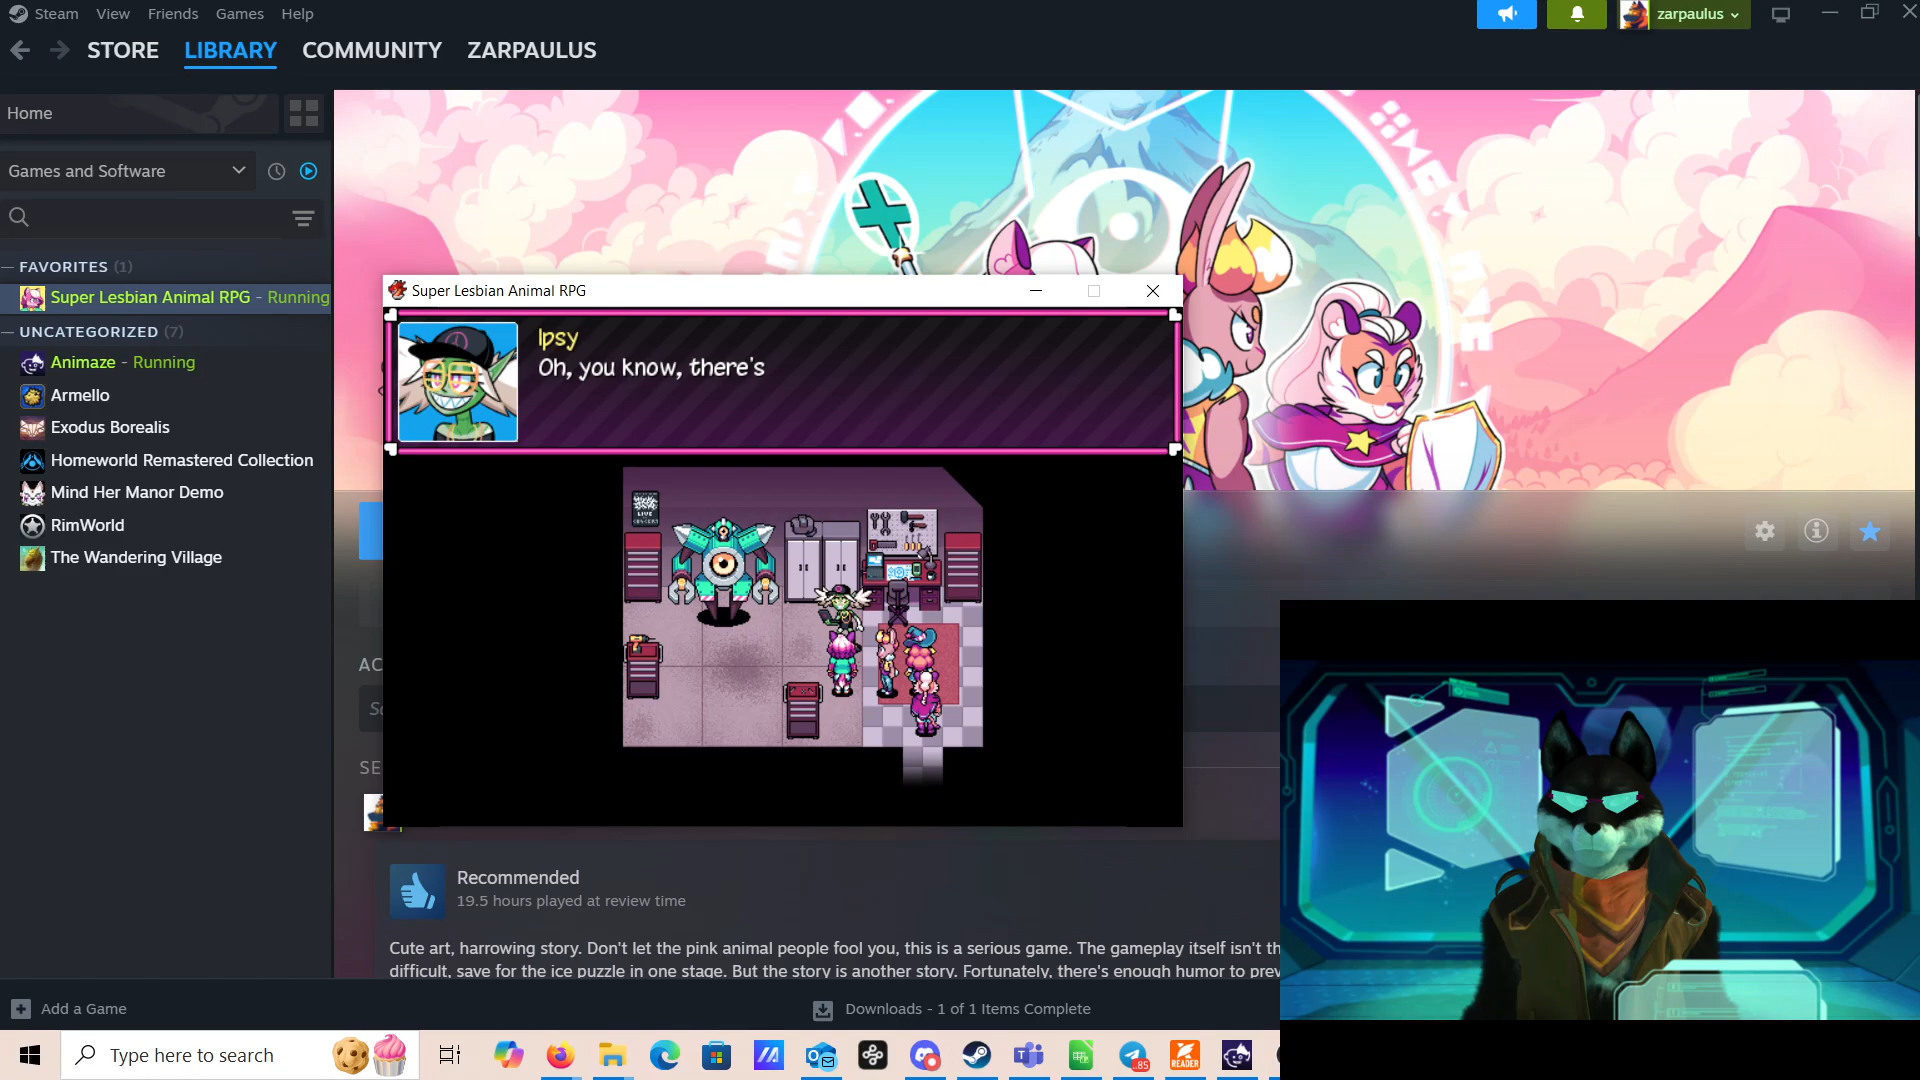 Steam View Friends Games Help
zarpaulus
STORE LIBRARY COMMUNITY ZARPAULUS
Home
Games and Software
FAVORITES (1)
Super Lesbian Animal RPG - Running
UNCATEGORIZED (7)
Animaze - Running
Armello
Exodus Borealis
Homeworld Remastered Collection
Mind Her Manor Demo
RimWorld
The Wandering Village
Super Lesbian Animal RPG
Ipsy
Oh, you know, there's
LIVE
AC
SE
Recommended
19.5 hours played at review time
Cute art, harrowing story. Don't let the pink animal people fool you, this is a serious game. The gameplay itself isn't th
difficult, save for the ice puzzle in one stage. But the story is another story. Fortunately, there's enough humor to prev
Add a Game
Downloads - 1 of 1 Items Complete
Type here to search
85
READER